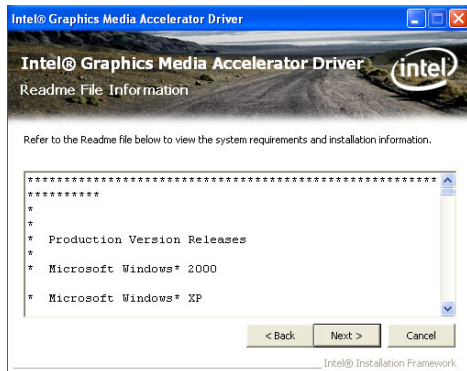 Intel® Graphics Media Accelerator Driver
Intel® Graphics Media Accelerator Driver
Readme File Information
intel
Refer to the Readme file below to view the system requirements and installation information.
********************************************************
**********
*
*
* Production Version Releases
*
* Microsoft Windows* 2000
* Microsoft Windows* XP
< Back
Next >
Cancel
Intel® Installation Framework